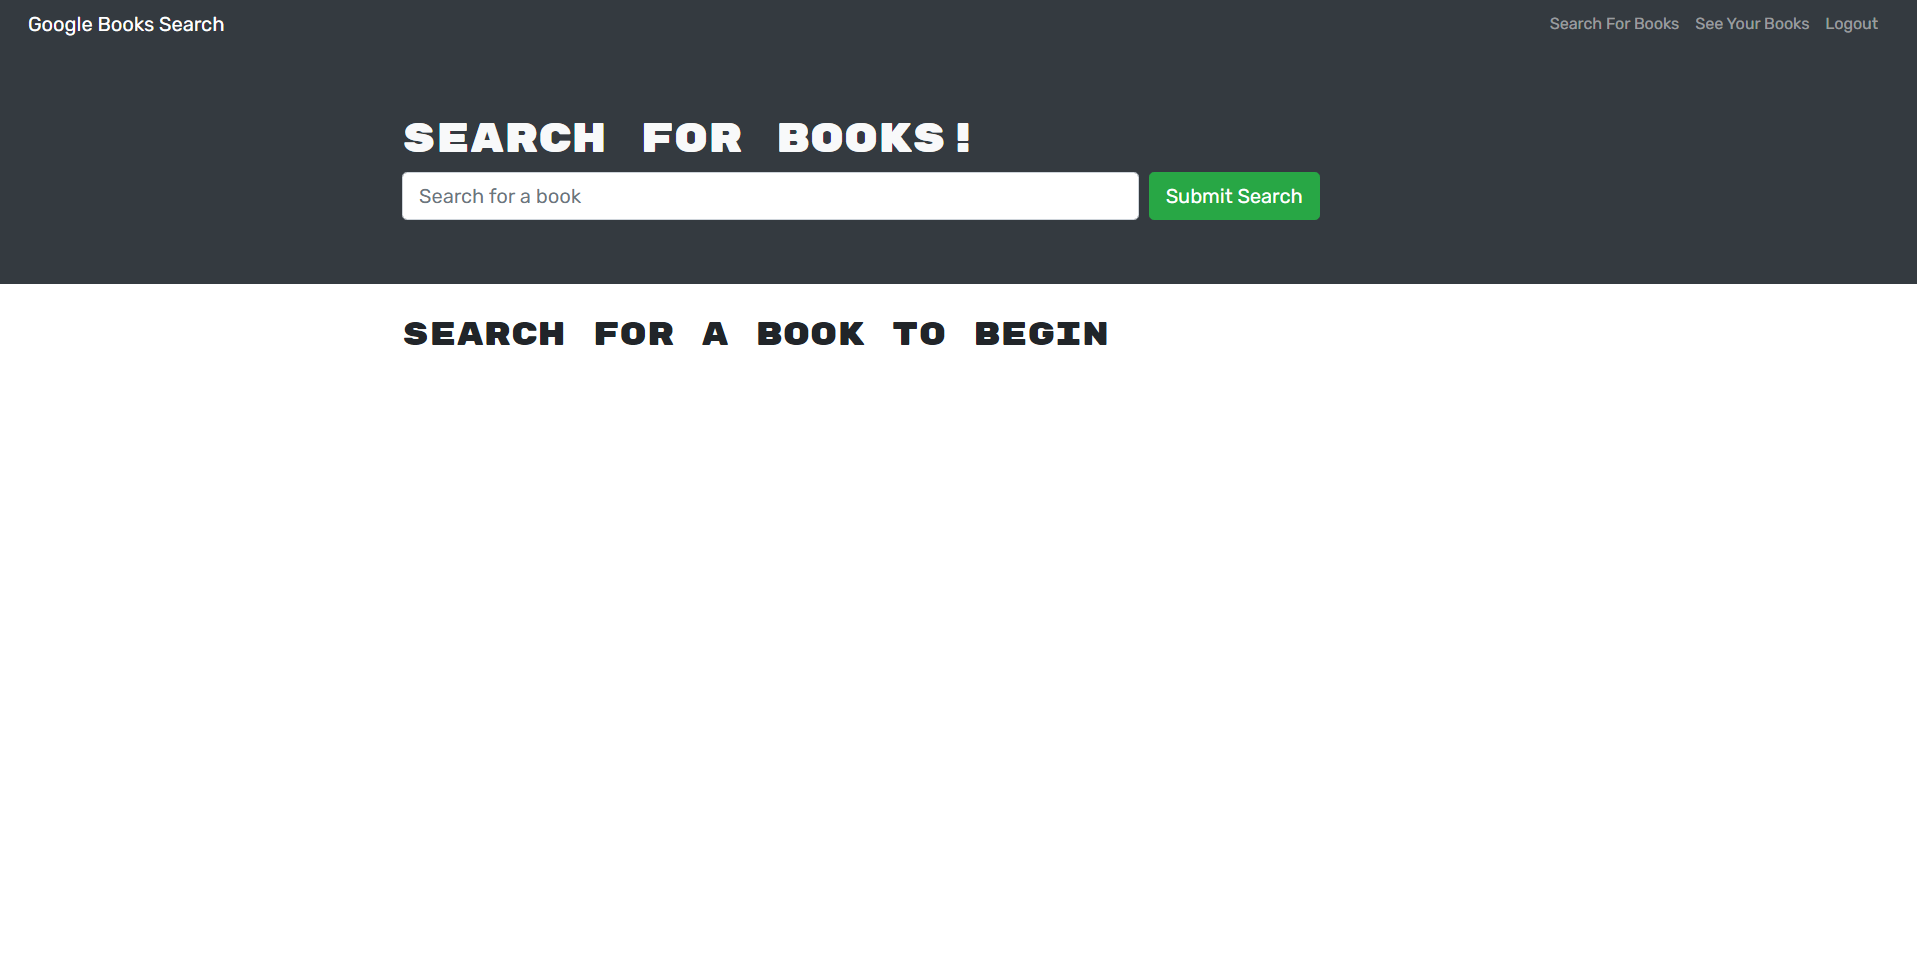 Google Books Search
Search For Books
See Your Books
Logout
SEARCH FOR BOOKS!
Search for a book
Submit Search
SEARCH FOR A BOOK TO BEGIN